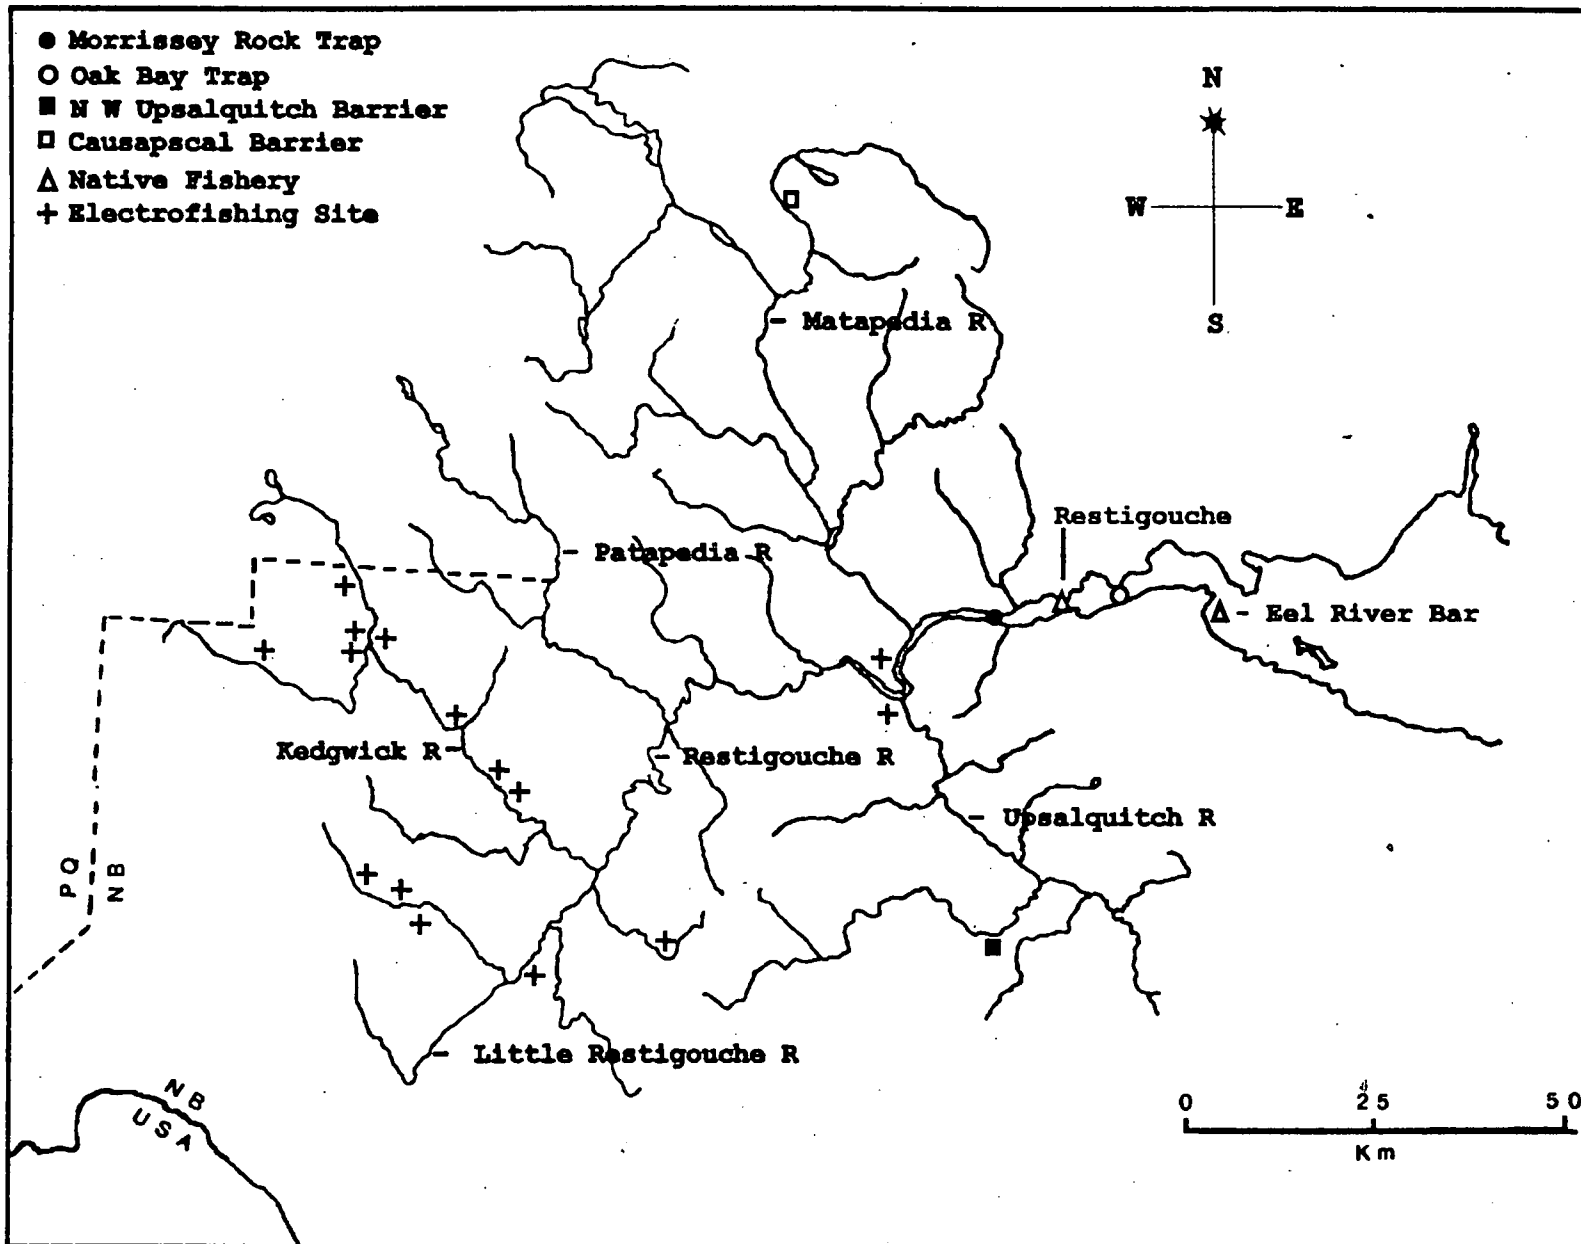 Morrissey Rock Trap
Oak Bay Trap
N W Upsalquitch Barrier
Causapscal Barrier
Native Fishery
Electrofishing Site
N
W E
S
Matapedia R
Restigouche
Patapedia R
Eel River Bar
Kedgwick R
Restigouche R
Upsalquitch R
PQ
NB
Little Restigouche R
NB
USA
0 25 50
Km